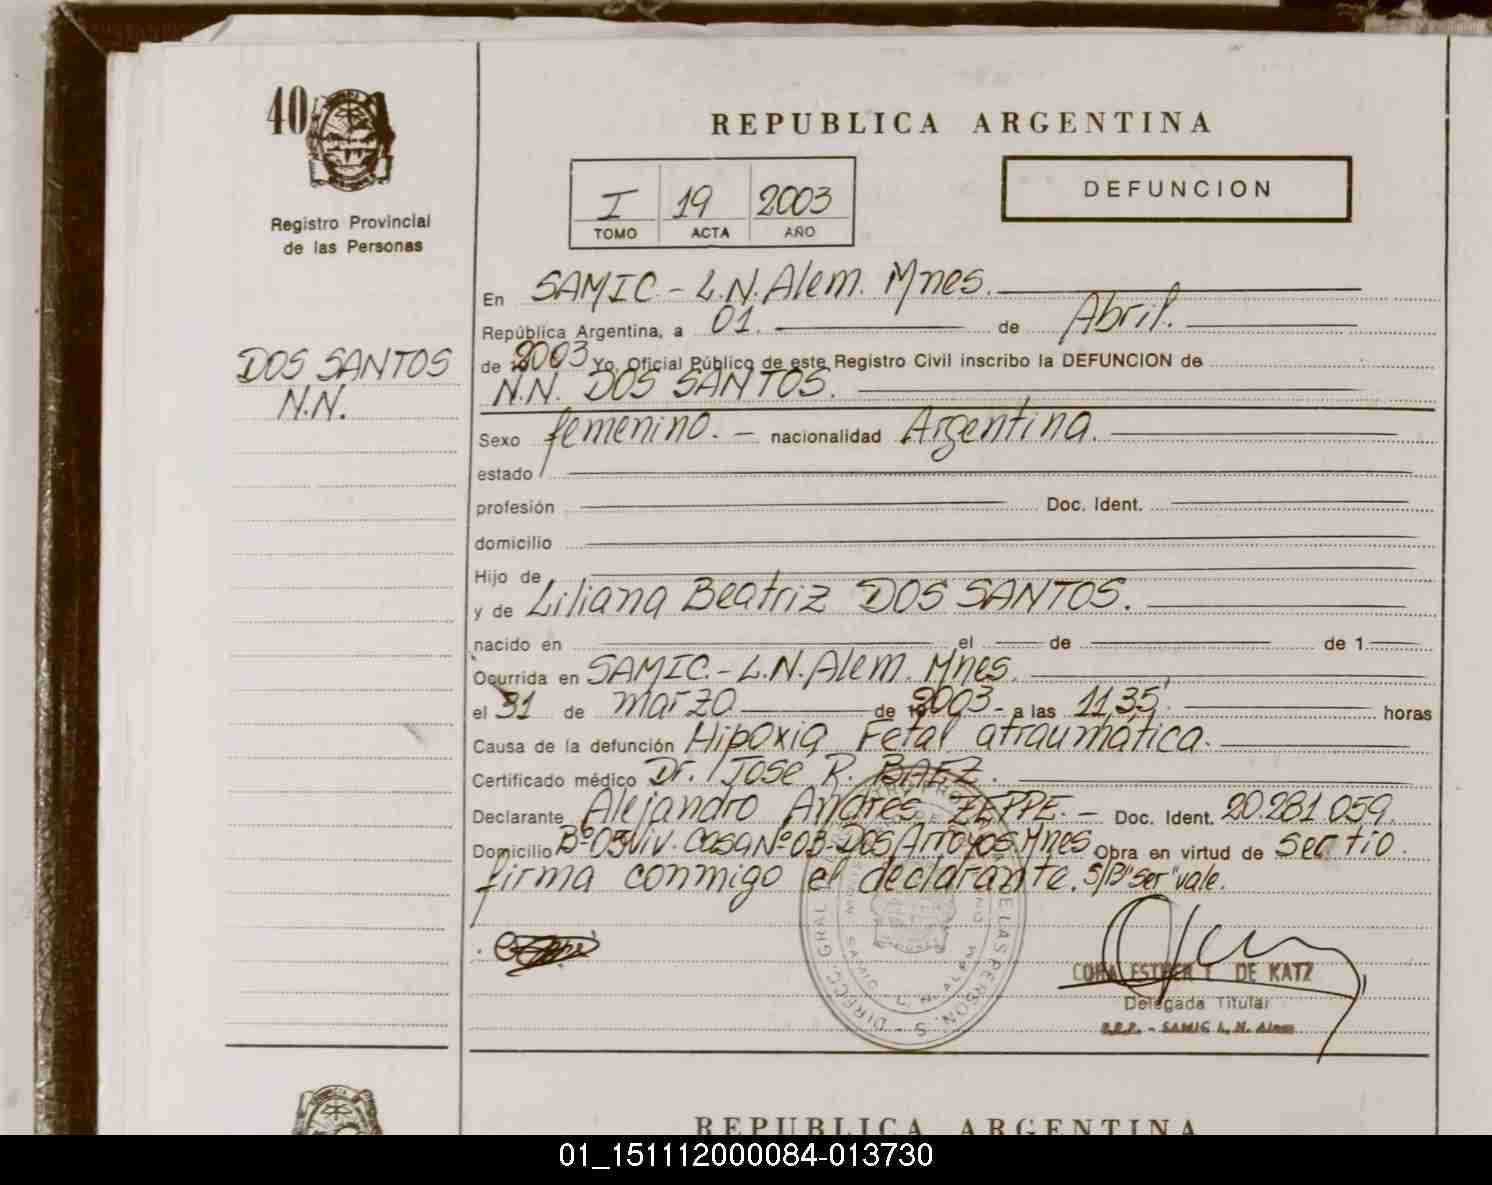 40
Registro Provincial
de las Personas
DOS SANTOS
N.N.
REPUBLICA ARGENTINA
I 19 2003
TOMO ACTA AÑO
DEFUNCION
En SAMIC - L.N. Alem. Mnes.
República Argentina, a 01. de Abril.
de 2003 Yo, Oficial Público de este Registro Civil inscribo la DEFUNCION de
N.N. DOS SANTOS.
Sexo femenino. - nacionalidad Argentina.
estado
profesión Doc. Ident.
domicilio
Hijo de
y de Liliana Beatriz DOS SANTOS.
nacido en el de de 1
Ocurrida en SAMIC.- L.N. Alem. Mnes.
el 31 de marzo de 2003 - a las 11,35 horas
Causa de la defunción Hipoxia Fetal atraumática.
Certificado médico Dr. Jose R. BAEZ.
Declarante Alejandro Andres ZEPPE. - Doc. Ident. 20.281.059.
Domicilio Bº 03 Viv. Casa Nº 03 - Dos Arroyos. Mnes Obra en virtud de Ser tio.
firma conmigo el declarante. S/B "Ser" vale.
SAMIC - L. N. ALEM
DE KATZ
Delegada Titular
R.P.P. - SAMIC L. N. Alem
REPUBLICA ARGENTINA
01_151112000084-013730